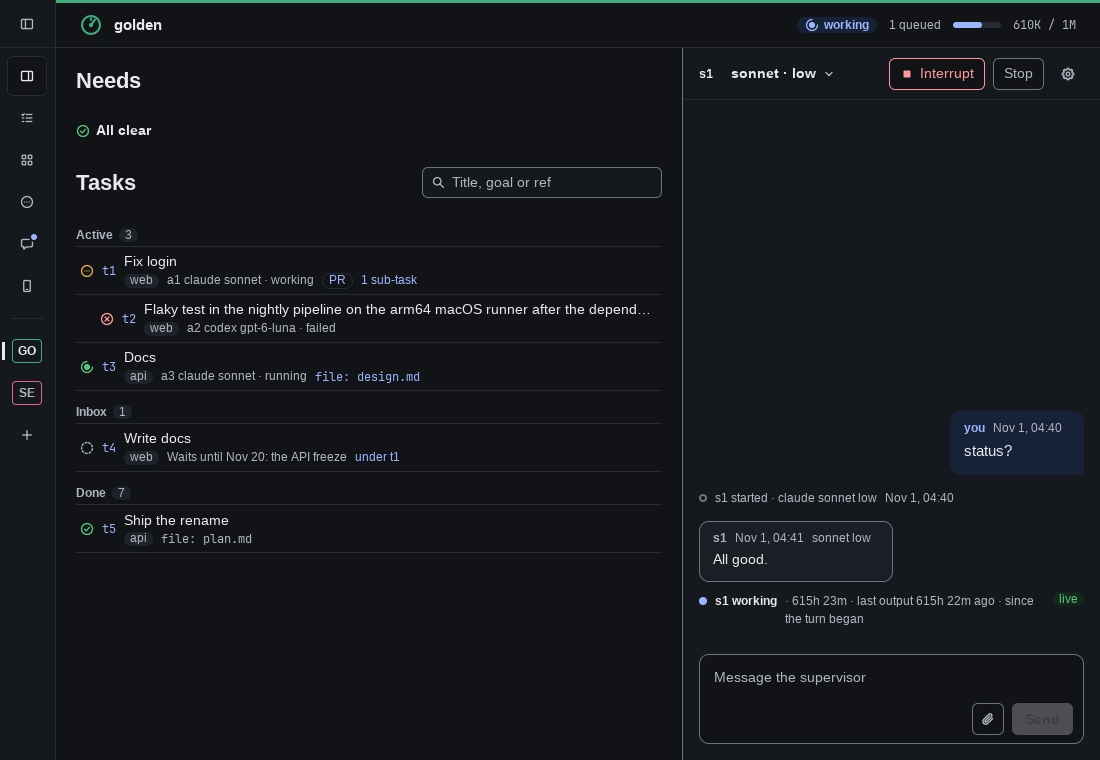 golden
working
1 queued
610K / 1M
GO
SE
Needs
All clear
Tasks
Title, goal or ref
Active 3
t1 Fix login
web a1 claude sonnet · working PR 1 sub-task
t2 Flaky test in the nightly pipeline on the arm64 macOS runner after the depend…
web a2 codex gpt-6-luna · failed
t3 Docs
api a3 claude sonnet · running file: design.md
Inbox 1
t4 Write docs
web Waits until Nov 20: the API freeze under t1
Done 7
t5 Ship the rename
api file: plan.md
s1 sonnet · low
Interrupt
Stop
you Nov 1, 04:40
status?
s1 started · claude sonnet low Nov 1, 04:40
s1 Nov 1, 04:41 sonnet low
All good.
s1 working · 615h 23m · last output 615h 22m ago · since
the turn began
live
Message the supervisor
Send